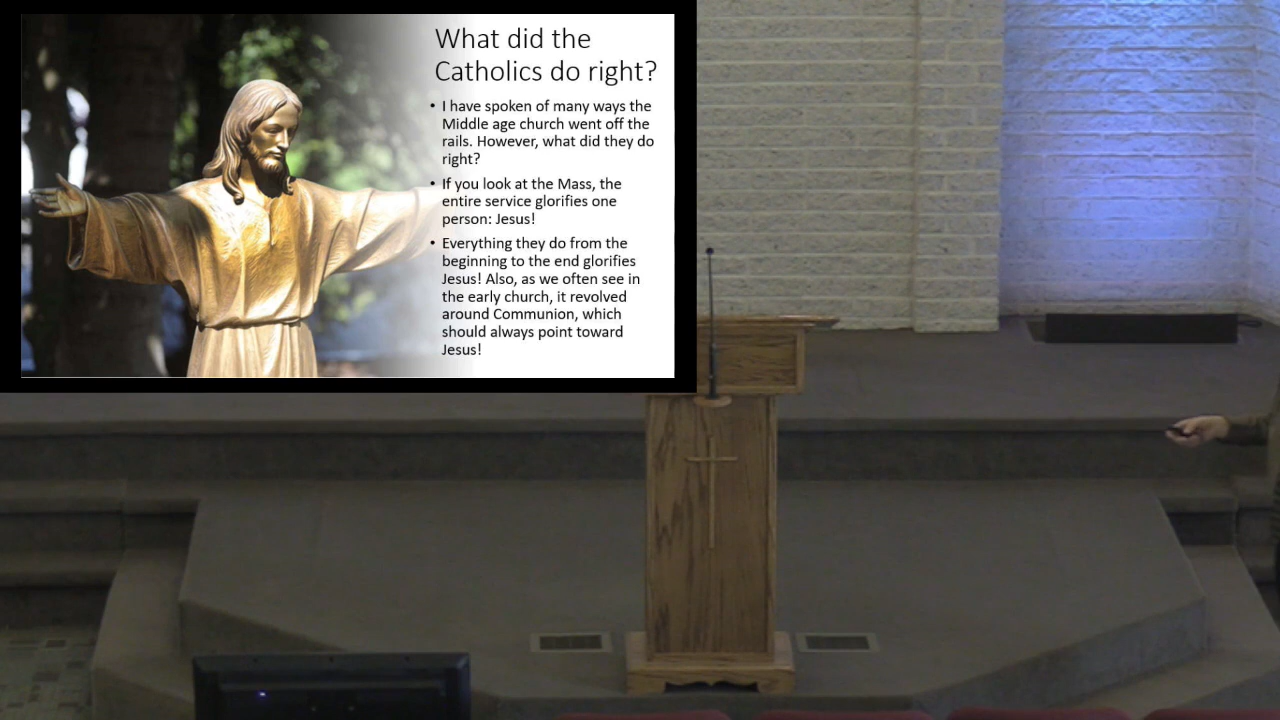 What did the
Catholics do right?
• I have spoken of many ways the
Middle age church went off the
rails. However, what did they do
right?
• If you look at the Mass, the
entire service glorifies one
person: Jesus!
• Everything they do from the
beginning to the end glorifies
Jesus! Also, as we often see in
the early church, it revolved
around Communion, which
should always point toward
Jesus!